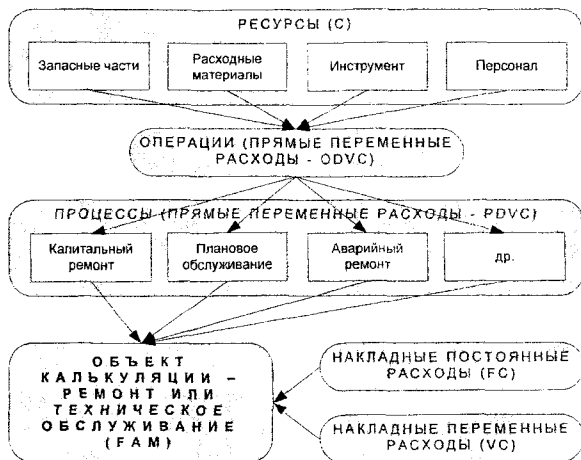 РЕСУРСЫ (С)
Запасные части
Расходные
материалы
Инструмент
Персонал
ОПЕРАЦИИ (ПРЯМЫЕ ПЕРЕМЕННЫЕ
РАСХОДЫ - ODVC)
ПРОЦЕССЫ (ПРЯМЫЕ ПЕРЕМЕННЫЕ РАСХОДЫ - PDVC)
Капитальный
ремонт
Плановое
обслуживание
Аварийный
ремонт
др.
ОБЪЕКТ
КАЛЬКУЛЯЦИИ –
РЕМОНТ ИЛИ
ТЕХНИЧЕСКОЕ
ОБСЛУЖИВАНИЕ
(FAM)
НАКЛАДНЫЕ ПОСТОЯННЫЕ
РАСХОДЫ (FC)
НАКЛАДНЫЕ ПЕРЕМЕННЫЕ
РАСХОДЫ (VC)